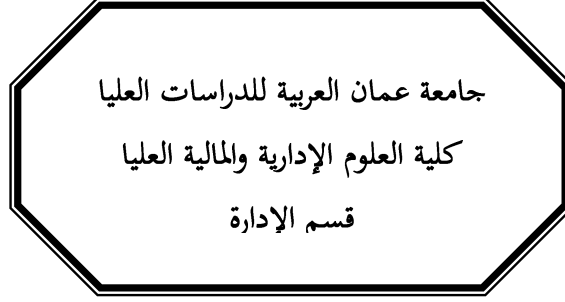 جامعة عمان العربية للدراسات العليا
كلية العلوم الإدارية والمالية العليا
قسم الإدارة